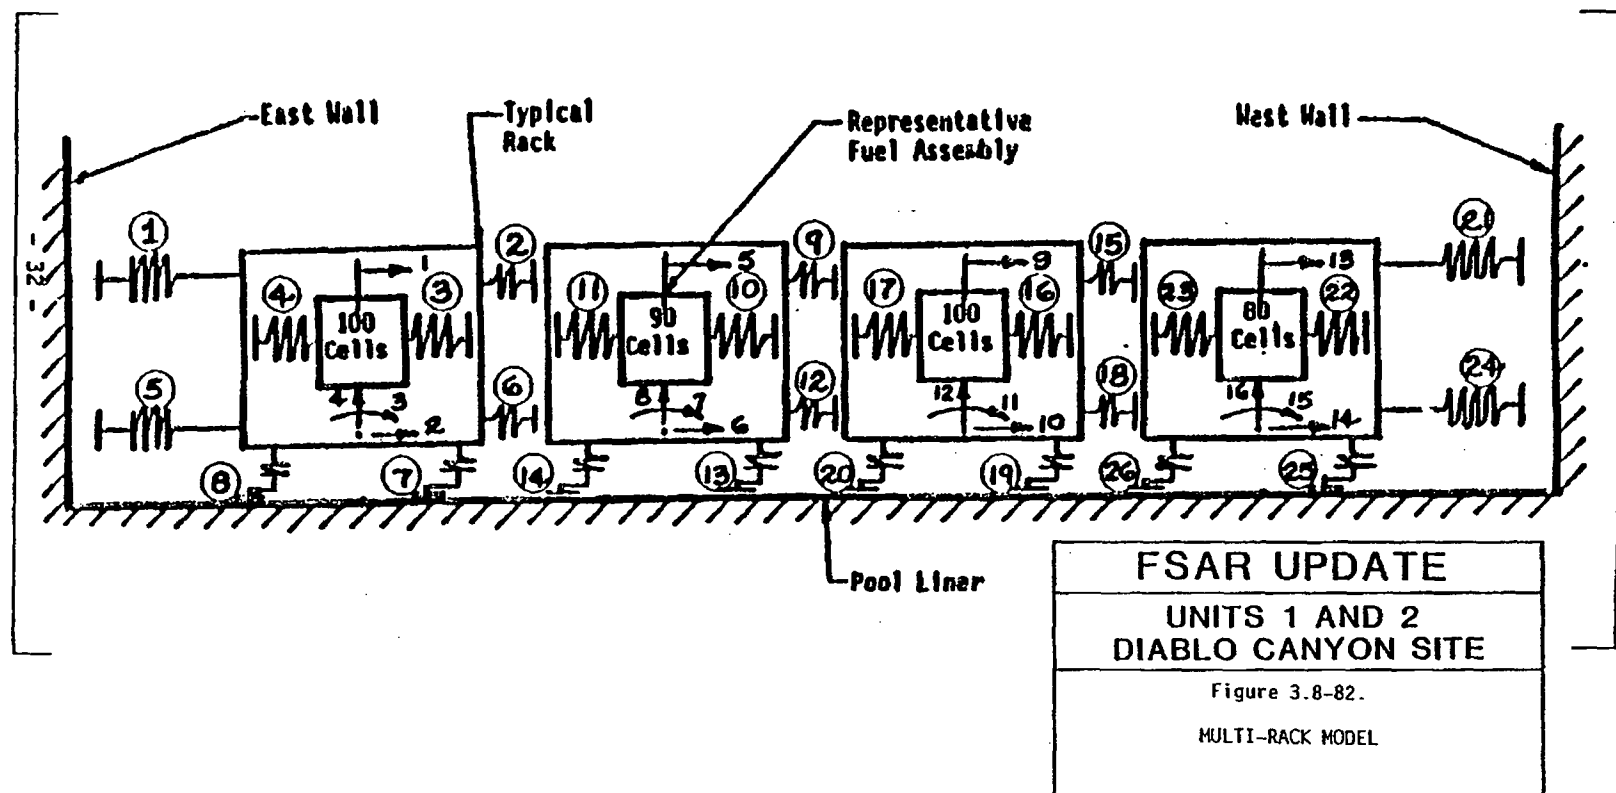 East Wall
Typical
Rack
Representative
Fuel Assembly
West Wall
- 32 -
1
2
9
15
21
1
5
9
13
4
3
11
10
17
16
23
22
100
Cells
90
Cells
100
Cells
80
Cells
5
6
12
18
24
4
3
2
8
7
6
12
11
10
16
15
14
8
7
14
13
20
19
26
25
Pool Liner
FSAR UPDATE
UNITS 1 AND 2
DIABLO CANYON SITE
Figure 3.8-82.
MULTI-RACK MODEL